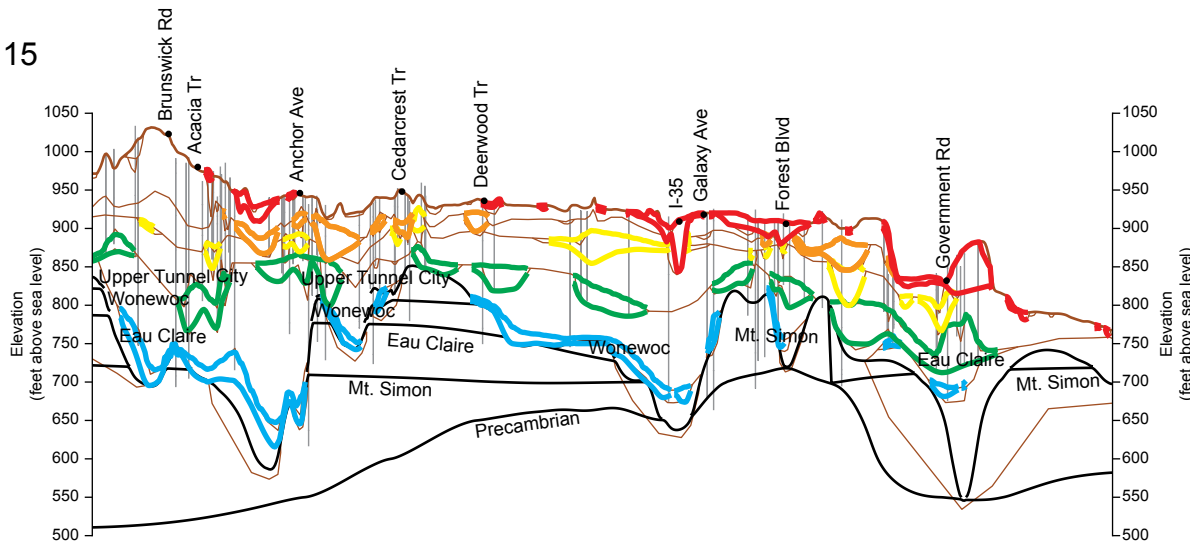 15
Brunswick Rd
Acacia Tr
Anchor Ave
Cedarcrest Tr
Deerwood Tr
I-35
Galaxy Ave
Forest Blvd
Government Rd
Elevation
(feet above sea level)
1050
1000
950
900
850
800
750
700
650
600
550
500
Upper Tunnel City
Wonewoc
Eau Claire
Upper Tunnel City
Wonewoc
Eau Claire
Mt. Simon
Precambrian
Wonewoc
Mt. Simon
Eau Claire
Mt. Simon
1050
1000
950
900
850
800
750
700
650
600
550
500
Elevation
(feet above sea level)